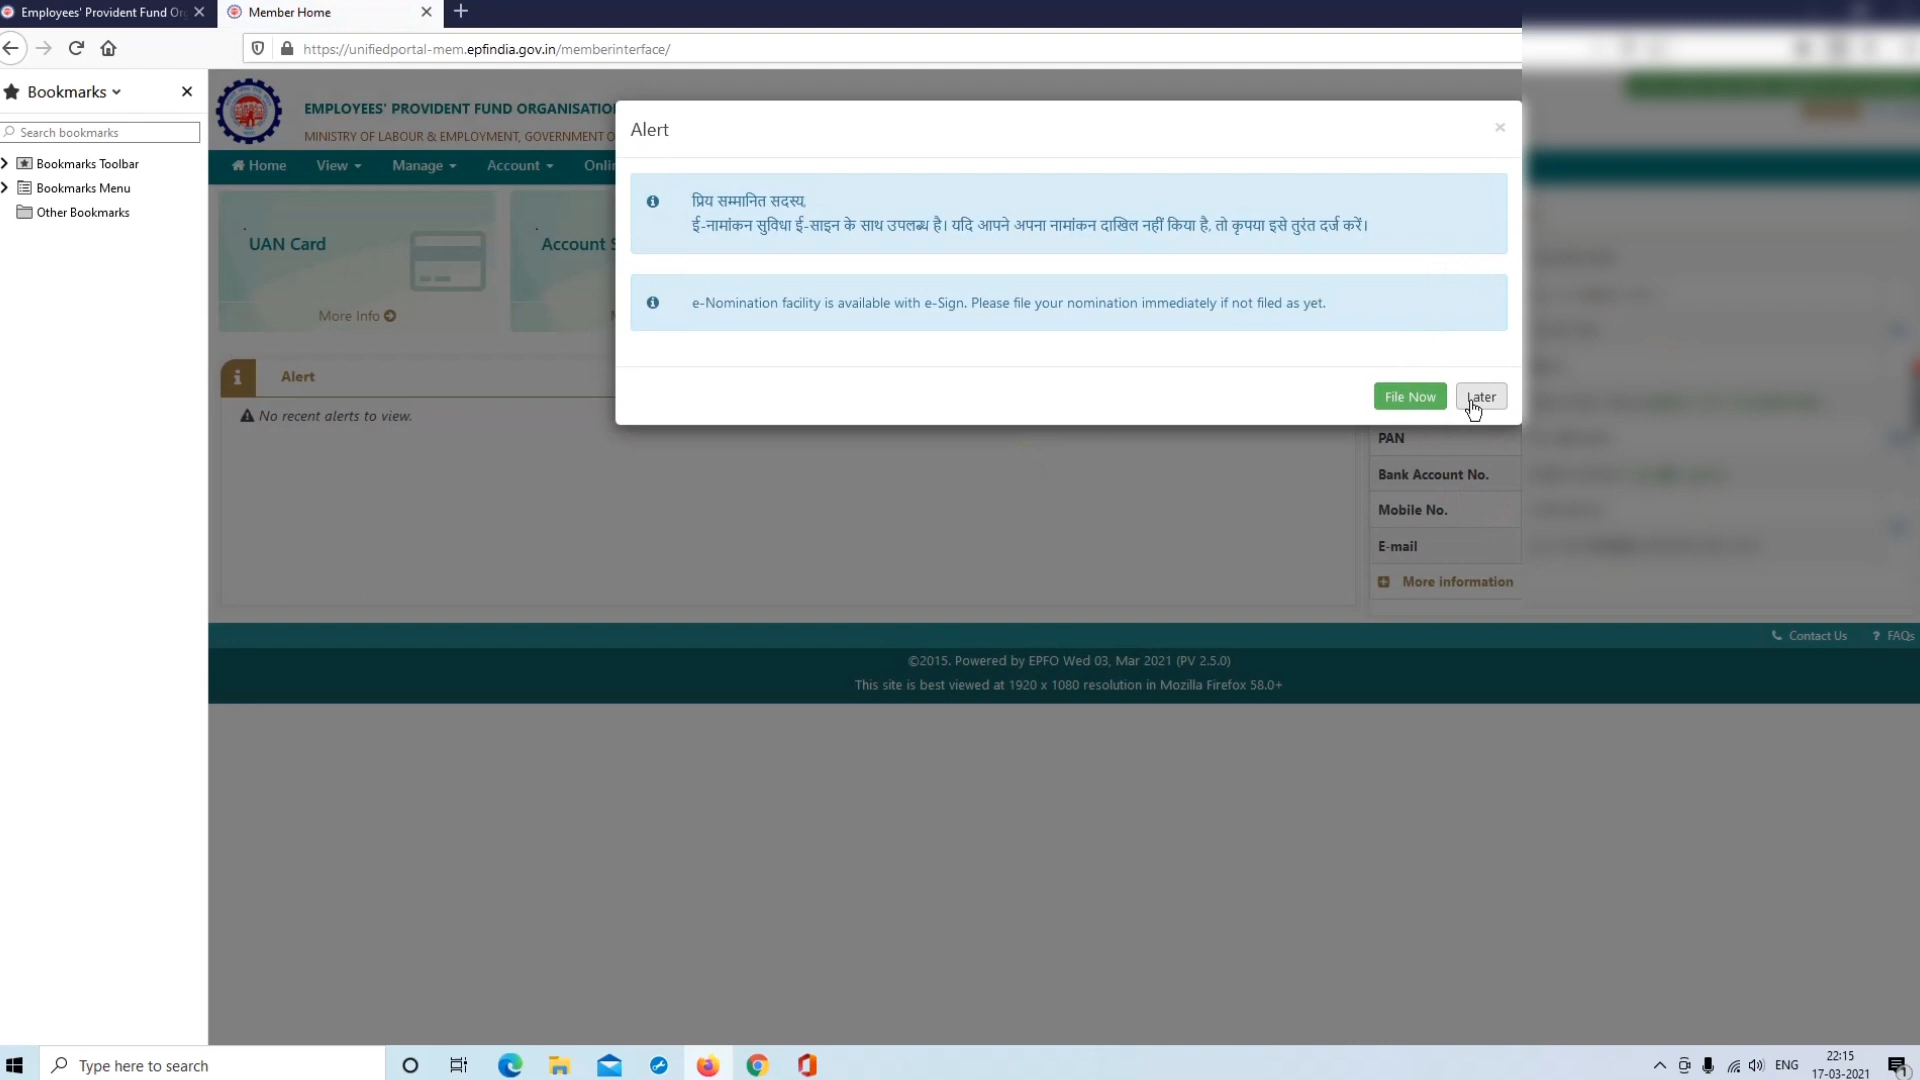 Employees' Provident Fund Or
Member Home
https://unifiedportal-mem.epfindia.gov.in/memberinterface/
Bookmarks
Search bookmarks
Bookmarks Toolbar
Bookmarks Menu
Other Bookmarks
EMPLOYEES' PROVIDENT FUND ORGANISATIO
MINISTRY OF LABOUR & EMPLOYMENT, GOVERNMENT O
Home View Manage Account Onli
UAN Card
More Info
Account S
Alert
No recent alerts to view.
Alert
×
प्रिय सम्मानित सदस्य,
ई-नामांकन सुविधा ई-साइन के साथ उपलब्ध है। यदि आपने अपना नामांकन दाखिल नहीं किया है, तो कृपया इसे तुरंत दर्ज करें।
e-Nomination facility is available with e-Sign. Please file your nomination immediately if not filed as yet.
File Now Later
PAN
Bank Account No.
Mobile No.
E-mail
More information
Contact Us ? FAQs
©2015. Powered by EPFO Wed 03, Mar 2021 (PV 2.5.0)
This site is best viewed at 1920 x 1080 resolution in Mozilla Firefox 58.0+
Type here to search
ENG
22:15
17-03-2021
1